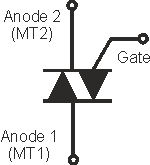 Anode 2
(MT2)
Gate
Anode 1
(MT1)